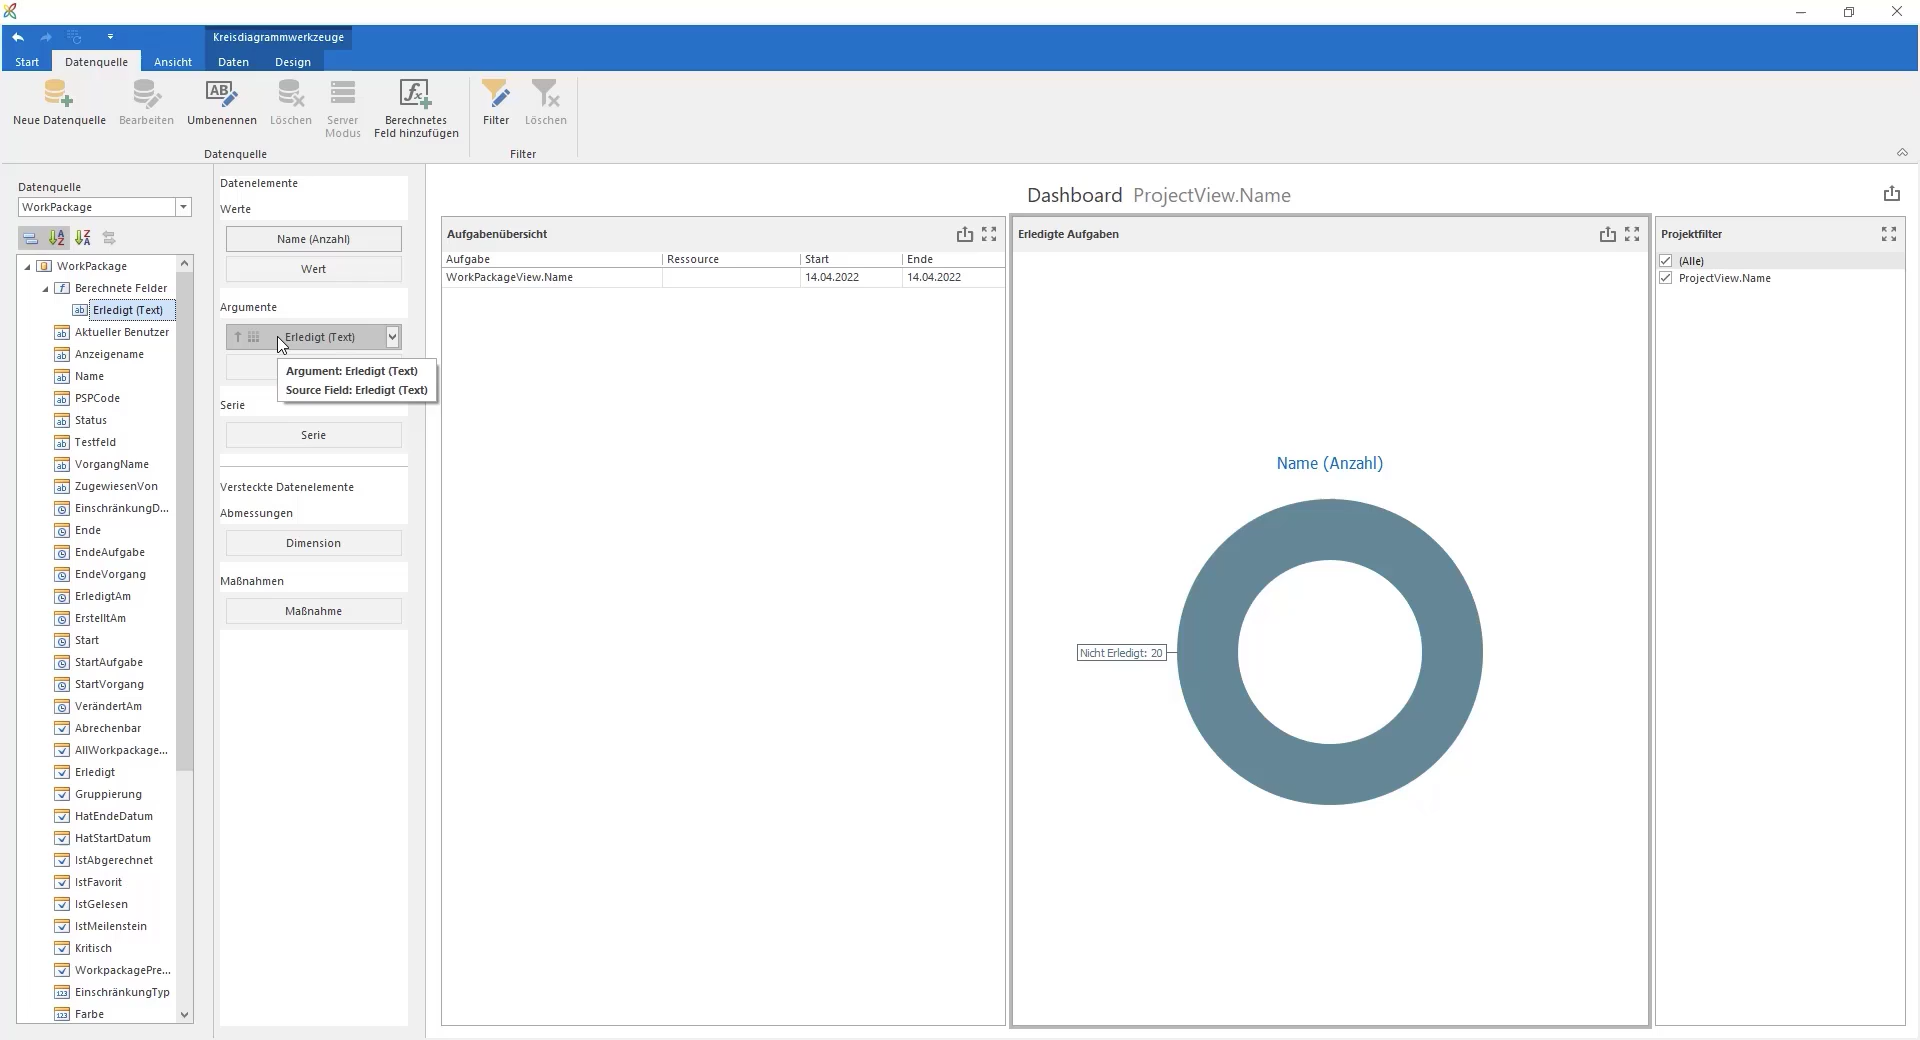 Kreisdiagrammwerkzeuge
Start
Datenquelle
Ansicht
Daten
Design
Neue Datenquelle
Bearbeiten
Umbenennen
Löschen
Server
Modus
Berechnetes
Feld hinzufügen
Filter
Löschen
Datenquelle
Filter
Datenquelle
WorkPackage
WorkPackage
Berechnete Felder
Erledigt (Text)
Aktueller Benutzer
Anzeigename
Name
PSPCode
Status
Testfeld
VorgangName
ZugewiesenVon
EinschränkungD...
Ende
EndeAufgabe
EndeVorgang
ErledigtAm
ErstelltAm
Start
StartAufgabe
StartVorgang
VerändertAm
Abrechenbar
AllWorkpackage...
Erledigt
Gruppierung
HatEndeDatum
HatStartDatum
IstAbgerechnet
IstFavorit
IstGelesen
IstMeilenstein
Kritisch
WorkpackagePre...
EinschränkungTyp
Farbe
Datenelemente
Werte
Name (Anzahl)
Wert
Argumente
Erledigt (Text)
Argument: Erledigt (Text)
Source Field: Erledigt (Text)
Serie
Serie
Versteckte Datenelemente
Abmessungen
Dimension
Maßnahmen
Maßnahme
Dashboard ProjectView.Name
Aufgabenübersicht
Aufgabe Ressource Start Ende
WorkPackageView.Name 14.04.2022 14.04.2022
Erledigte Aufgaben
Name (Anzahl)
Nicht Erledigt: 20
Projektfilter
(Alle)
ProjectView.Name